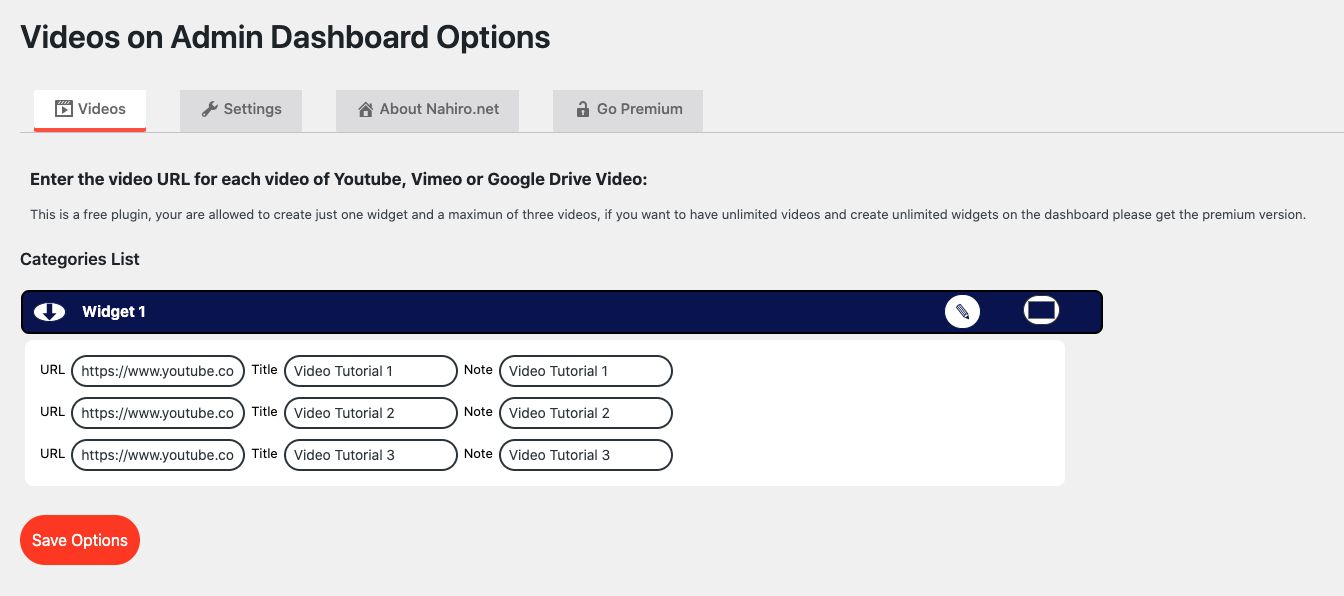 Videos on Admin Dashboard Options
Videos Settings About Nahiro.net Go Premium
Enter the video URL for each video of Youtube, Vimeo or Google Drive Video:
This is a free plugin, your are allowed to create just one widget and a maximun of three videos, if you want to have unlimited videos and create unlimited widgets on the dashboard please get the premium version.
Categories List
Widget 1
URL https://www.youtube.co Title Video Tutorial 1 Note Video Tutorial 1
URL https://www.youtube.co Title Video Tutorial 2 Note Video Tutorial 2
URL https://www.youtube.co Title Video Tutorial 3 Note Video Tutorial 3
Save Options